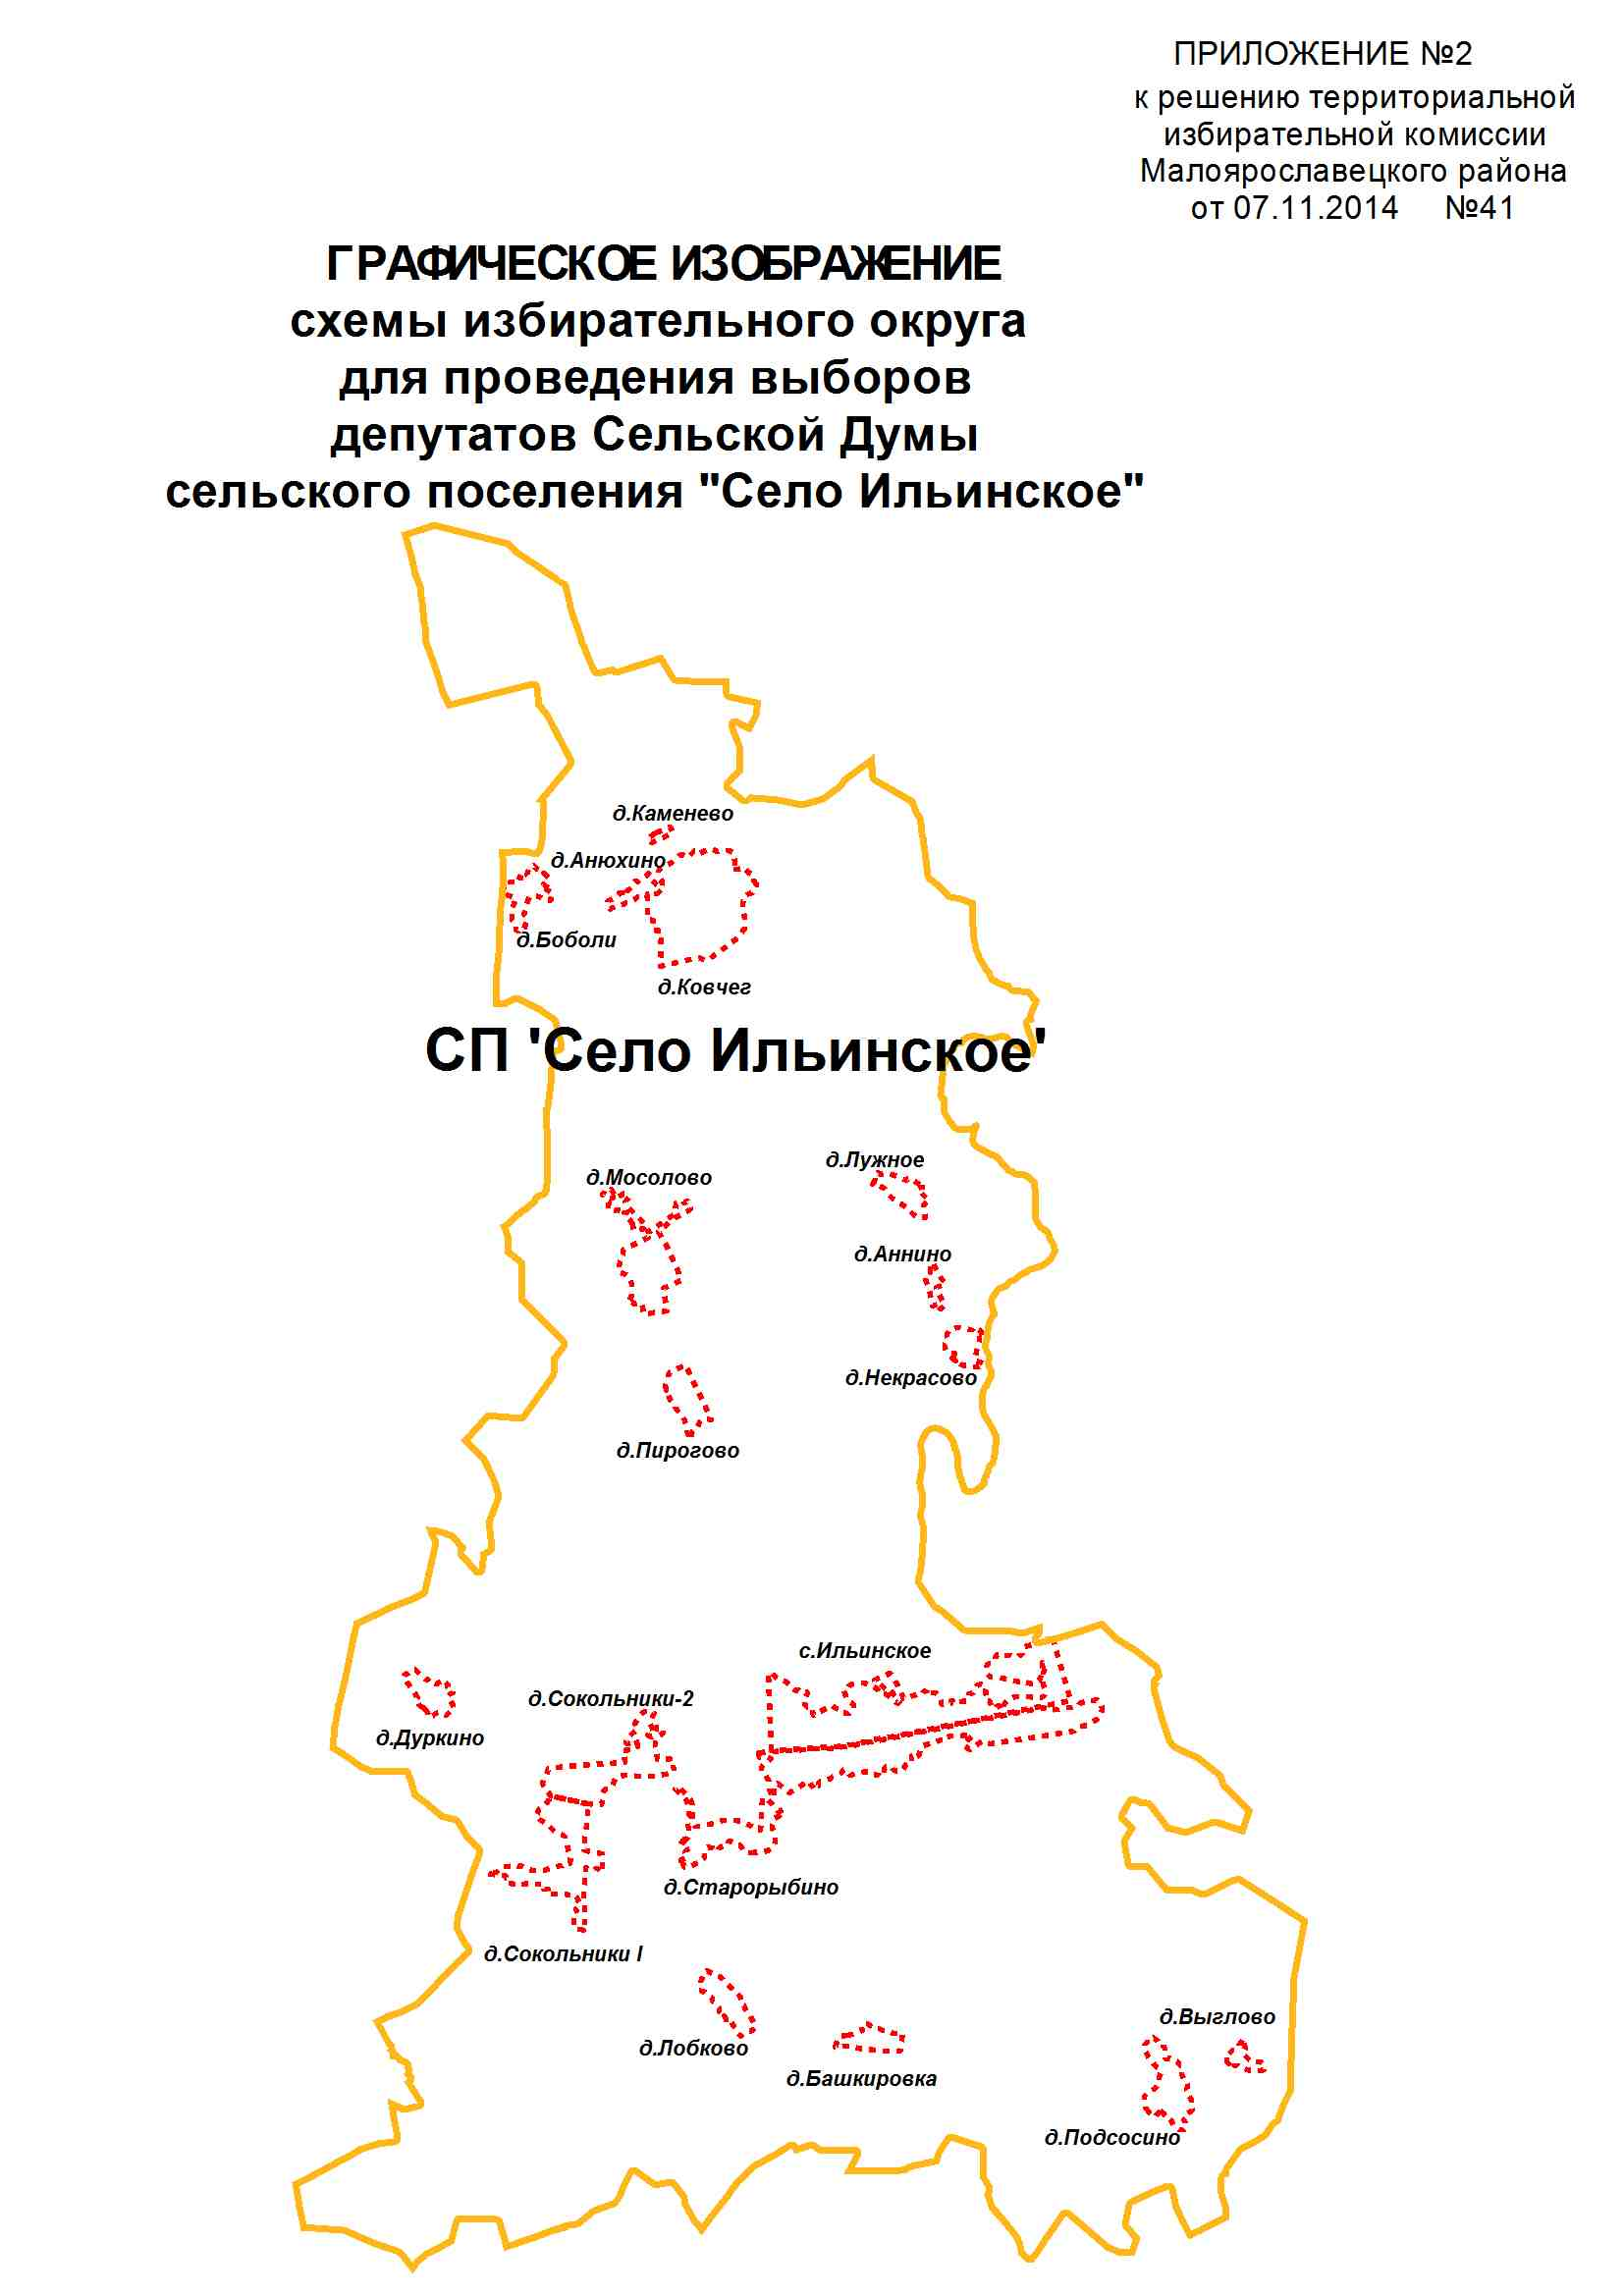 ПРИЛОЖЕНИЕ №2
к решению территориальной
избирательной комиссии
Малоярославецкого района
от 07.11.2014 №41
ГРАФИЧЕСКОЕ ИЗОБРАЖЕНИЕ
схемы избирательного округа
для проведения выборов
депутатов Сельской Думы
сельского поселения "Село Ильинское"
д.Каменево
д.Анюхино
д.Боболи
д.Ковчег
СП 'Село Ильинское'
д.Лужное
д.Мосолово
д.Аннино
д.Некрасово
д.Пирогово
с.Ильинское
д.Сокольники-2
д.Дуркино
д.Старорыбино
д.Сокольники I
д.Выглово
д.Лобково
д.Башкировка
д.Подсосино